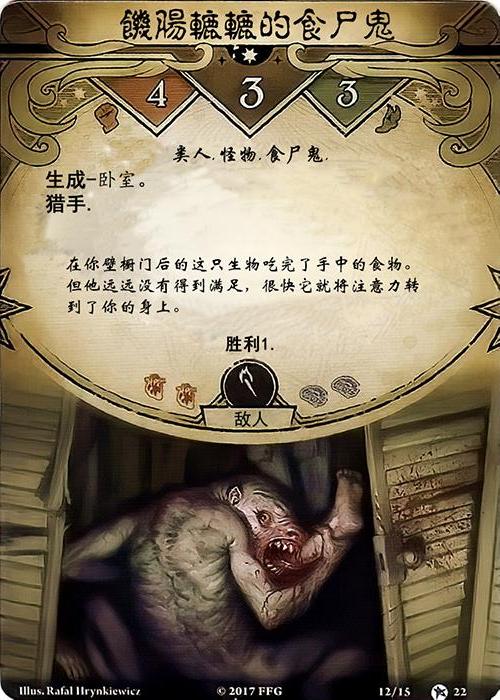 饑腸轆轆的食尸鬼
4 3 3
类人.怪物.食尸鬼.
生成-卧室。
猎手.
在你壁橱门后的这只生物吃完了手中的食物。
但他远远没有得到满足，很快它就将注意力转
到了你的身上。
胜利1.
敌人
Illus. Rafal Hrynkiewicz © 2017 FFG 12/15 22